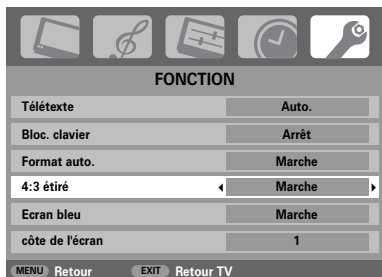 FONCTION
Télétexte Auto.
Bloc. clavier Arrêt
Format auto. Marche
4:3 étiré Marche
Ecran bleu Marche
côte de l'écran 1
MENU Retour EXIT Retour TV